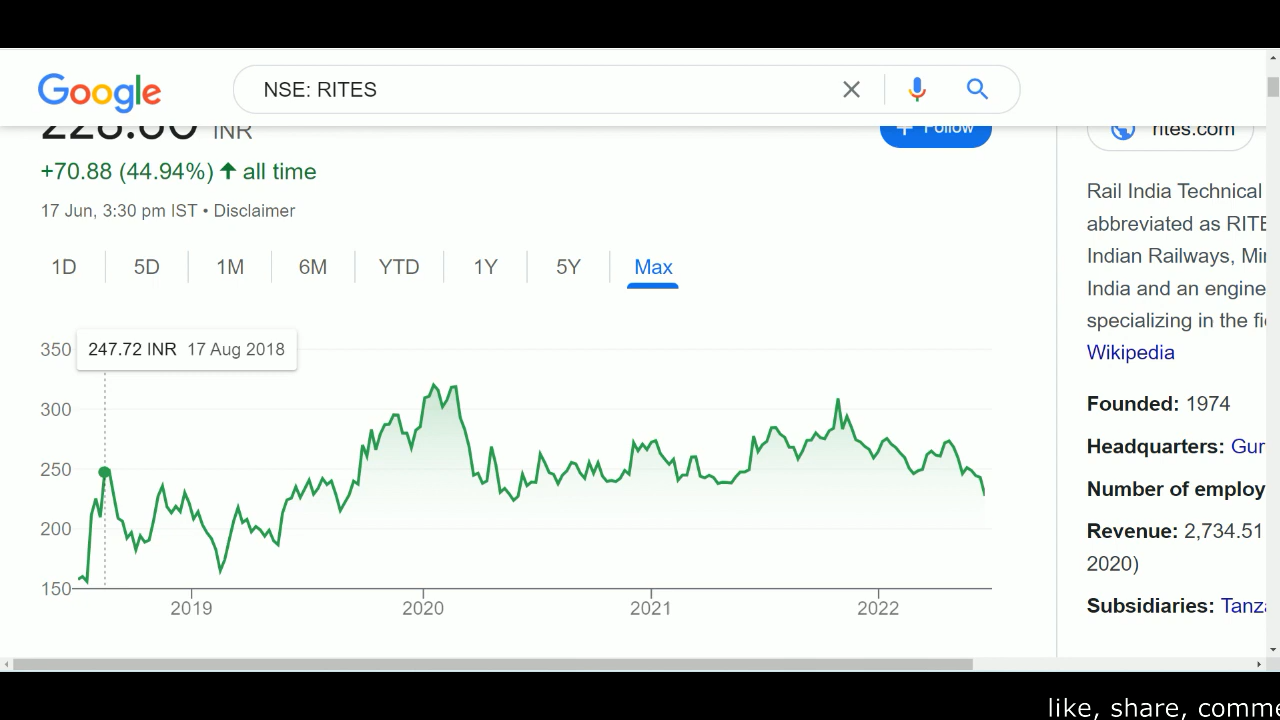 Google
NSE: RITES
INR
Follow
rites.com
+70.88 (44.94%) ↑ all time
17 Jun, 3:30 pm IST • Disclaimer
1D 5D 1M 6M YTD 1Y 5Y Max
247.72 INR 17 Aug 2018
350
300
250
200
150
2019 2020 2021 2022
Rail India Technical
abbreviated as RITE
Indian Railways, Min
India and an engine
specializing in the fi
Wikipedia
Founded: 1974
Headquarters: Gur
Number of employ
Revenue: 2,734.51
2020)
Subsidiaries: Tanza
like, share, comme